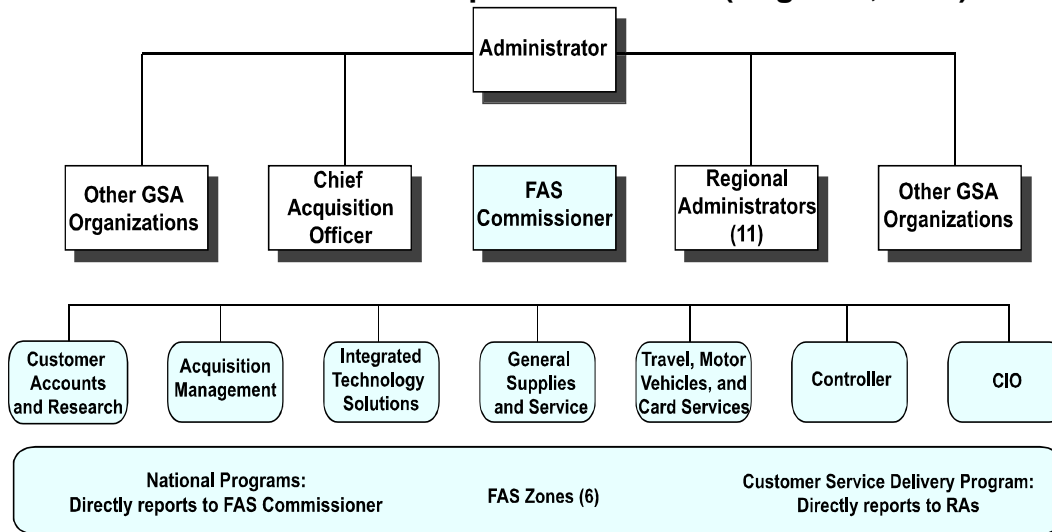 Administrator
Other GSA
Organizations
Chief
Acquisition
Officer
FAS
Commissioner
Regional
Administrators
(11)
Other GSA
Organizations
Customer
Accounts
and Research
Acquisition
Management
Integrated
Technology
Solutions
General
Supplies
and Service
Travel, Motor
Vehicles, and
Card Services
Controller
CIO
National Programs:
Directly reports to FAS Commissioner
FAS Zones (6)
Customer Service Delivery Program:
Directly reports to RAs